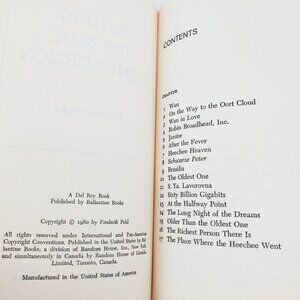 BEYOND
THE BLUE
EVENT HORIZON
Frederik Pohl
A Del Rey Book
Published by Ballantine Books
Copyright © 1980 by Frederik Pohl
All rights reserved under International and Pan-American
Copyright Conventions. Published in the United States by Bal-
lantine Books, a division of Random House, Inc., New York,
and simultaneously in Canada by Random House of Canada,
Limited, Toronto, Canada.
Manufactured in the United States of America
CONTENTS
CHAPTER
1 Wan
2 On the Way to the Oort Cloud
3 Wan in Love
4 Robin Broadhead, Inc.
5 Janine
6 After the Fever
7 Heechee Heaven
8 Schwarze Peter
9 Brasilia
10 The Oldest One
11 S. Ya. Lavorovna
12 Sixty Billion Gigabits
13 At the Halfway Point
14 The Long Night of the Dreams
15 Older Than the Oldest One
16 The Richest Person There Is
17 The Place Where the Heechee Went